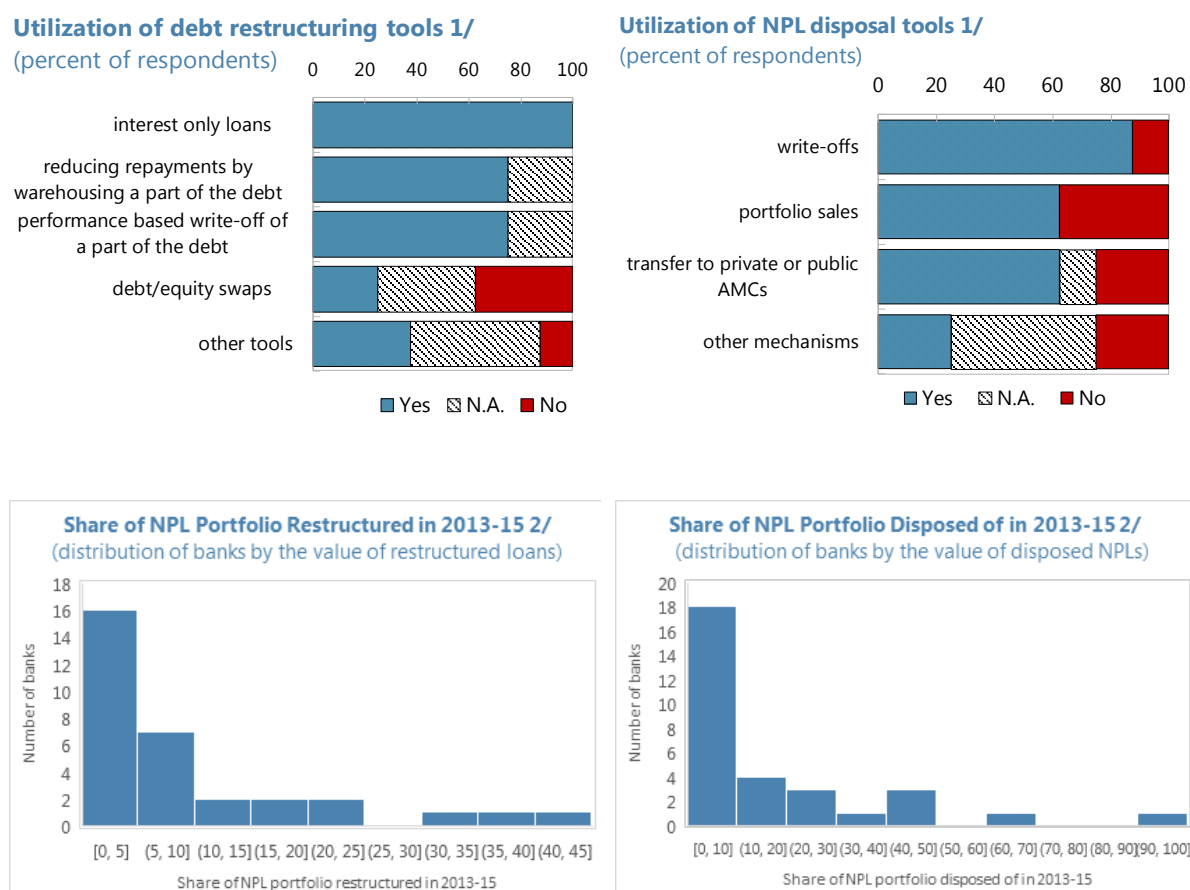 Utilization of debt restructuring tools 1/
(percent of respondents)
0 20 40 60 80 100
interest only loans
reducing repayments by
warehousing a part of the debt
performance based write-off of
a part of the debt
debt/equity swaps
other tools
Yes N.A. No
Utilization of NPL disposal tools 1/
(percent of respondents)
0 20 40 60 80 100
write-offs
portfolio sales
transfer to private or public
AMCs
other mechanisms
Yes N.A. No
Share of NPL Portfolio Restructured in 2013-15 2/
(distribution of banks by the value of restructured loans)
18
16
14
12
10
8
6
4
2
0
Number of banks
[0, 5] (5, 10] (10, 15] (15, 20] (20, 25] (25, 30] (30, 35] (35, 40] (40, 45]
Share of NPL portfolio restructured in 2013-15
Share of NPL Portfolio Disposed of in 2013-15 2/
(distribution of banks by the value of disposed NPLs)
20
18
16
14
12
10
8
6
4
2
0
Number of banks
[0, 10] (10, 20] (20, 30] (30, 40] (40, 50] (50, 60] (60, 70] (70, 80] (80, 90] (90, 100]
Share of NPL portfolio disposed of in 2013-15